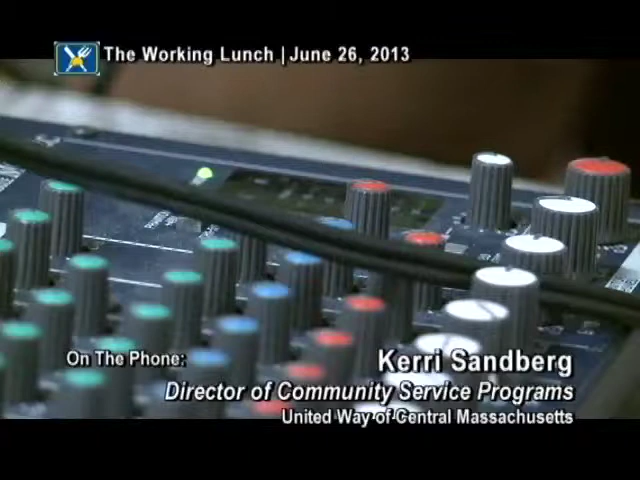 The Working Lunch | June 26, 2013
On The Phone:
Kerri Sandberg
Director of Community Service Programs
United Way of Central Massachusetts